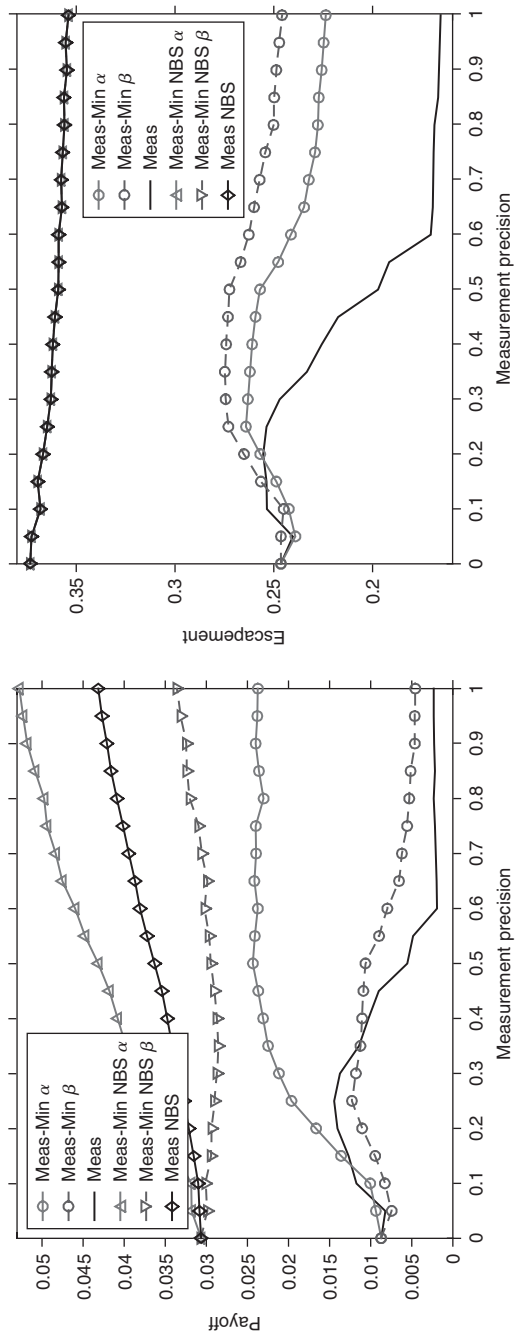 0.05
0.045
0.04
0.035
0.03
0.025
0.02
0.015
0.01
0.005
0
Payoff
0 0.1 0.2 0.3 0.4 0.5 0.6 0.7 0.8 0.9 1
Measurement precision
Meas-Min α
Meas-Min β
Meas
Meas-Min NBS α
Meas-Min NBS β
Meas NBS
0.35
0.3
0.25
0.2
Escapement
0 0.1 0.2 0.3 0.4 0.5 0.6 0.7 0.8 0.9 1
Measurement precision
Meas-Min α
Meas-Min β
Meas
Meas-Min NBS α
Meas-Min NBS β
Meas NBS